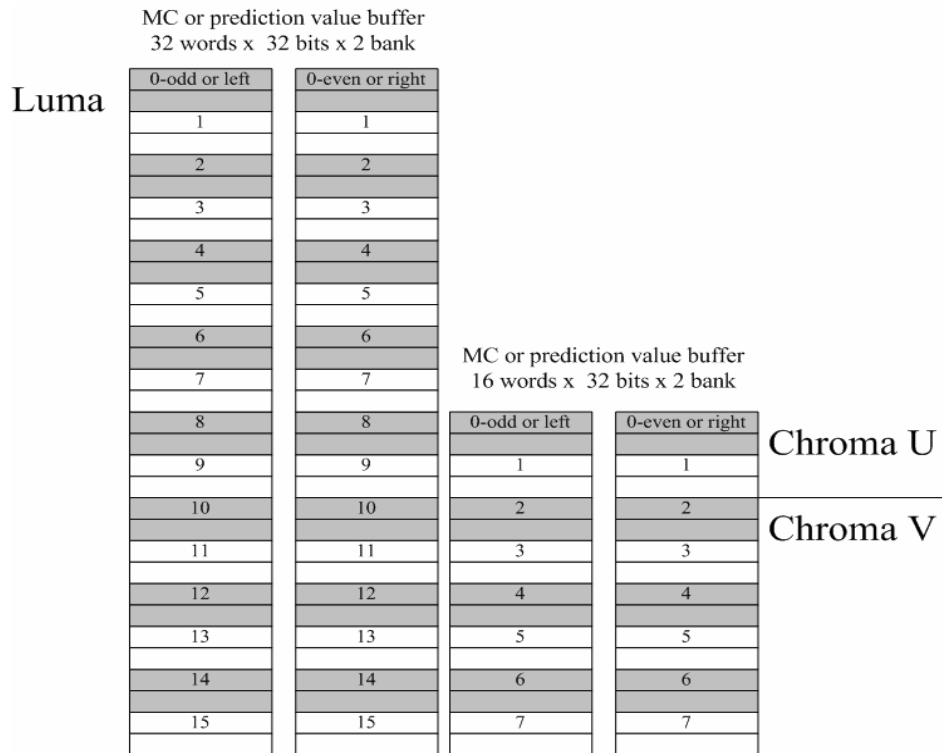 MC or prediction value buffer
32 words x 32 bits x 2 bank
Luma
0-odd or left 0-even or right
1 1
2 2
3 3
4 4
5 5
6 6
7 7
8 8
9 9
10 10
11 11
12 12
13 13
14 14
15 15
MC or prediction value buffer
16 words x 32 bits x 2 bank
0-odd or left 0-even or right
1 1
2 2
3 3
4 4
5 5
6 6
7 7
Chroma U
Chroma V